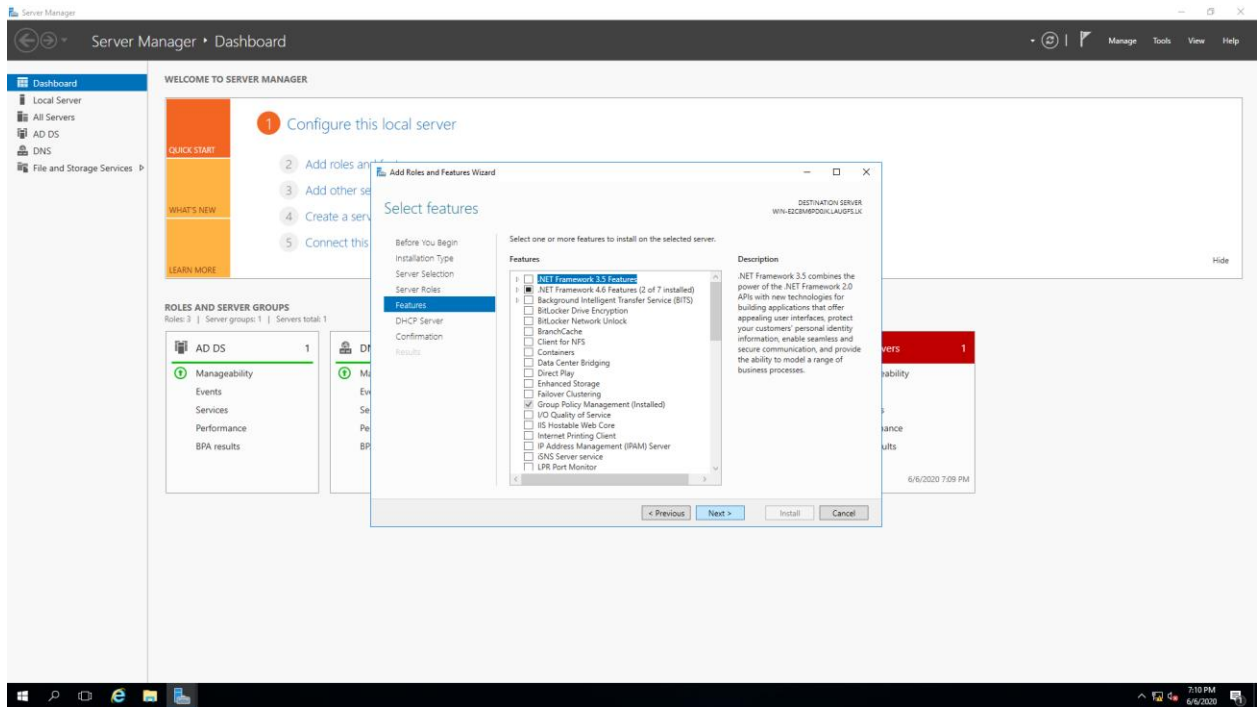 Server Manager
Server Manager • Dashboard
Manage Tools View Help
Dashboard
Local Server
All Servers
AD DS
DNS
File and Storage Services
WELCOME TO SERVER MANAGER
QUICK START
WHAT'S NEW
LEARN MORE
1 Configure this local server
2 Add roles and
3 Add other se
4 Create a serv
5 Connect this
Hide
ROLES AND SERVER GROUPS
Roles: 3 | Server groups: 1 | Servers total: 1
AD DS 1
Manageability
Events
Services
Performance
BPA results
DN
Ma
Eve
Se
Pe
BP
vers 1
eability
s
ance
ults
6/6/2020 7:09 PM
Add Roles and Features Wizard
Select features
DESTINATION SERVER
Before You Begin
Installation Type
Server Selection
Server Roles
Features
DHCP Server
Confirmation
Results
Select one or more features to install on the selected server.
Features
.NET Framework 3.5 Features
.NET Framework 4.6 Features (2 of 7 installed)
Background Intelligent Transfer Service (BITS)
BitLocker Drive Encryption
BitLocker Network Unlock
BranchCache
Client for NFS
Containers
Data Center Bridging
Direct Play
Enhanced Storage
Failover Clustering
Group Policy Management (Installed)
I/O Quality of Service
IIS Hostable Web Core
Internet Printing Client
IP Address Management (IPAM) Server
iSNS Server service
LPR Port Monitor
Description
.NET Framework 3.5 combines the
power of the .NET Framework 2.0
APIs with new technologies for
building applications that offer
appealing user interfaces, protect
your customers' personal identity
information, enable seamless and
secure communication, and provide
the ability to model a range of
business processes.
< Previous Next > Install Cancel
7:10 PM
6/6/2020